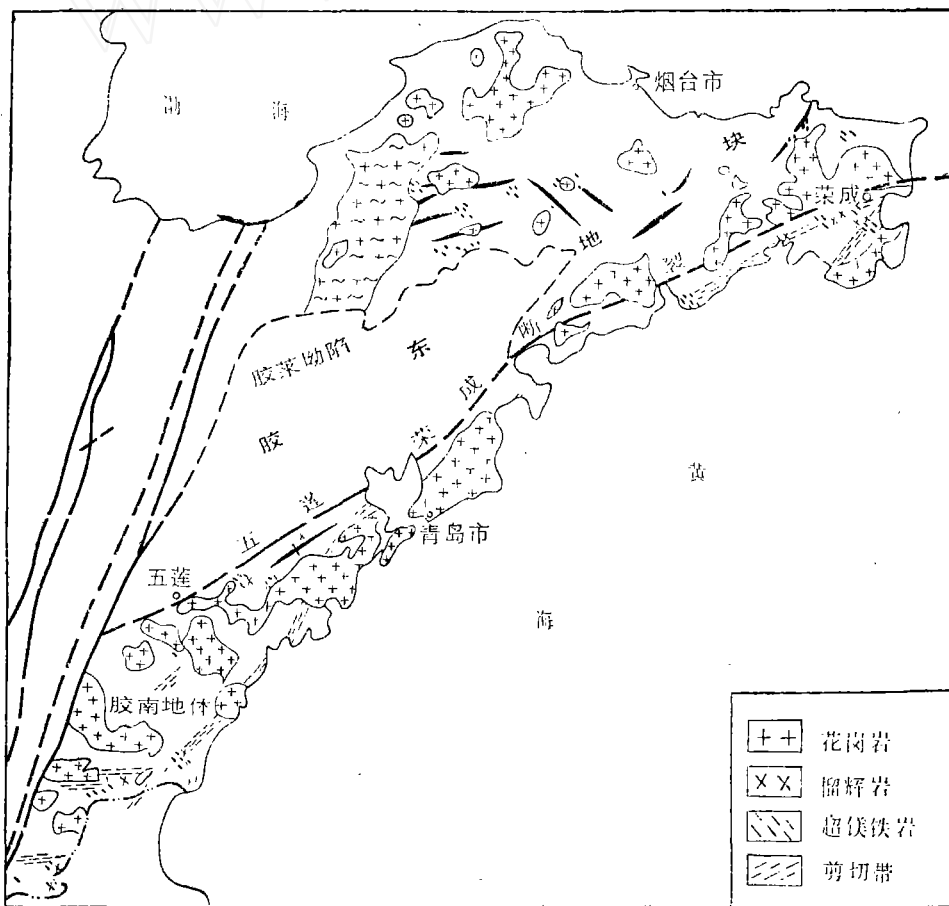 渤海
烟台市
胶东地块
荣成
胶莱坳陷
五莲荣成断裂
黄海
青岛市
五莲
胶南地体
花岗岩
榴辉岩
超镁铁岩
剪切带